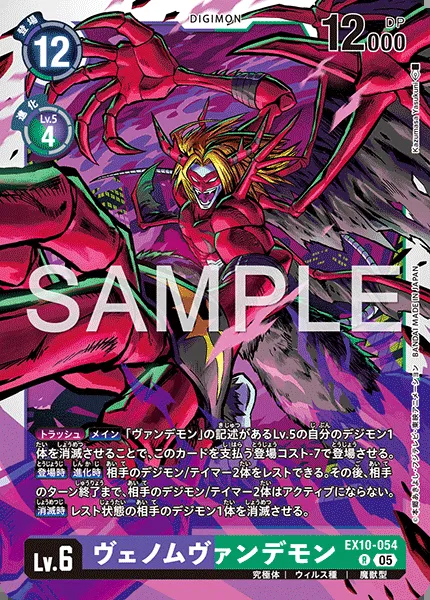 DIGIMON
登場
とうじょう
12
DP
12000
進化
しんか
Lv.5
4
Kazumasa Yasukuni
SAMPLE
BANDAI MADE IN JAPAN
トラッシュ メイン 「ヴァンデモン」の記述があるLv.5の自分のデジモン1
体を消滅させることで、このカードを支払う登場コスト-7で登場させる。
登場時 進化時 相手のデジモン/テイマー2体をレストできる。その後、相手
のターン終了まで、相手のデジモン/テイマー2体はアクティブにならない。
消滅時 レスト状態の相手のデジモン1体を消滅させる。
Lv.6
ヴェノムヴァンデモン
EX10-054
R 05
究極体 | ウィルス種 | 魔獣型